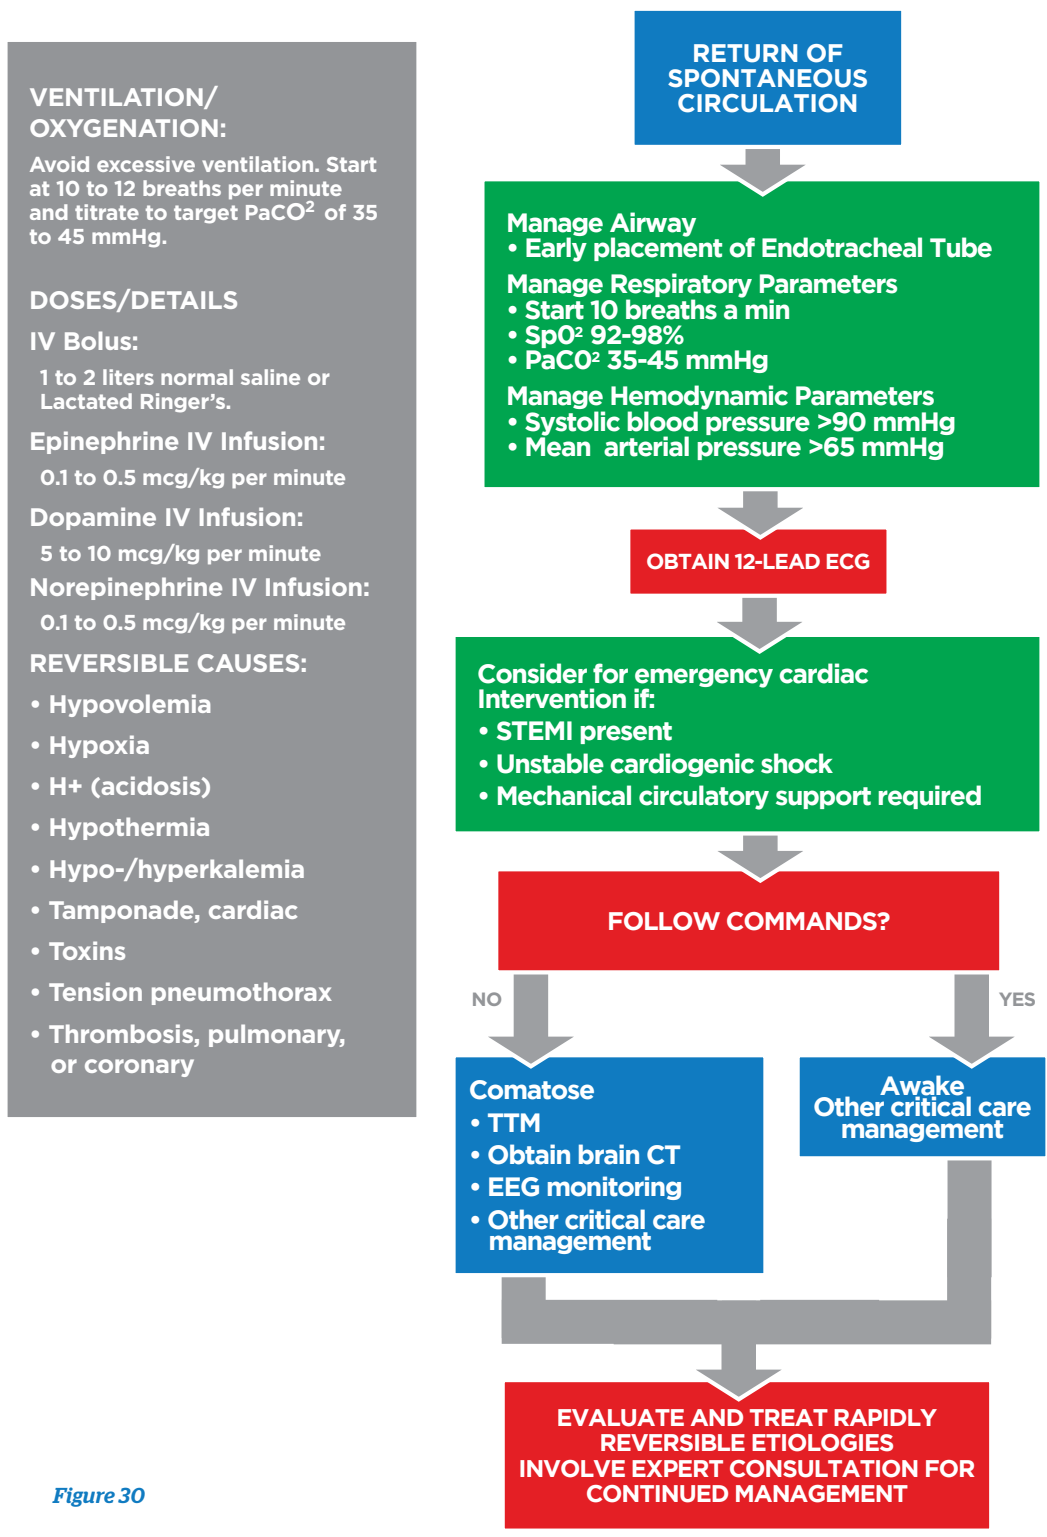 VENTILATION/
OXYGENATION:
Avoid excessive ventilation. Start
at 10 to 12 breaths per minute
and titrate to target PaCO² of 35
to 45 mmHg.
DOSES/DETAILS
IV Bolus:
1 to 2 liters normal saline or
Lactated Ringer's.
Epinephrine IV Infusion:
0.1 to 0.5 mcg/kg per minute
Dopamine IV Infusion:
5 to 10 mcg/kg per minute
Norepinephrine IV Infusion:
0.1 to 0.5 mcg/kg per minute
REVERSIBLE CAUSES:
• Hypovolemia
• Hypoxia
• H+ (acidosis)
• Hypothermia
• Hypo-/hyperkalemia
• Tamponade, cardiac
• Toxins
• Tension pneumothorax
• Thrombosis, pulmonary,
or coronary
RETURN OF
SPONTANEOUS
CIRCULATION
Manage Airway
• Early placement of Endotracheal Tube
Manage Respiratory Parameters
• Start 10 breaths a min
• Sp0² 92-98%
• PaC0² 35-45 mmHg
Manage Hemodynamic Parameters
• Systolic blood pressure >90 mmHg
• Mean arterial pressure >65 mmHg
OBTAIN 12-LEAD ECG
Consider for emergency cardiac
Intervention if:
• STEMI present
• Unstable cardiogenic shock
• Mechanical circulatory support required
FOLLOW COMMANDS?
NO
YES
Comatose
• TTM
• Obtain brain CT
• EEG monitoring
• Other critical care
management
Awake
Other critical care
management
EVALUATE AND TREAT RAPIDLY
REVERSIBLE ETIOLOGIES
INVOLVE EXPERT CONSULTATION FOR
CONTINUED MANAGEMENT
Figure 30